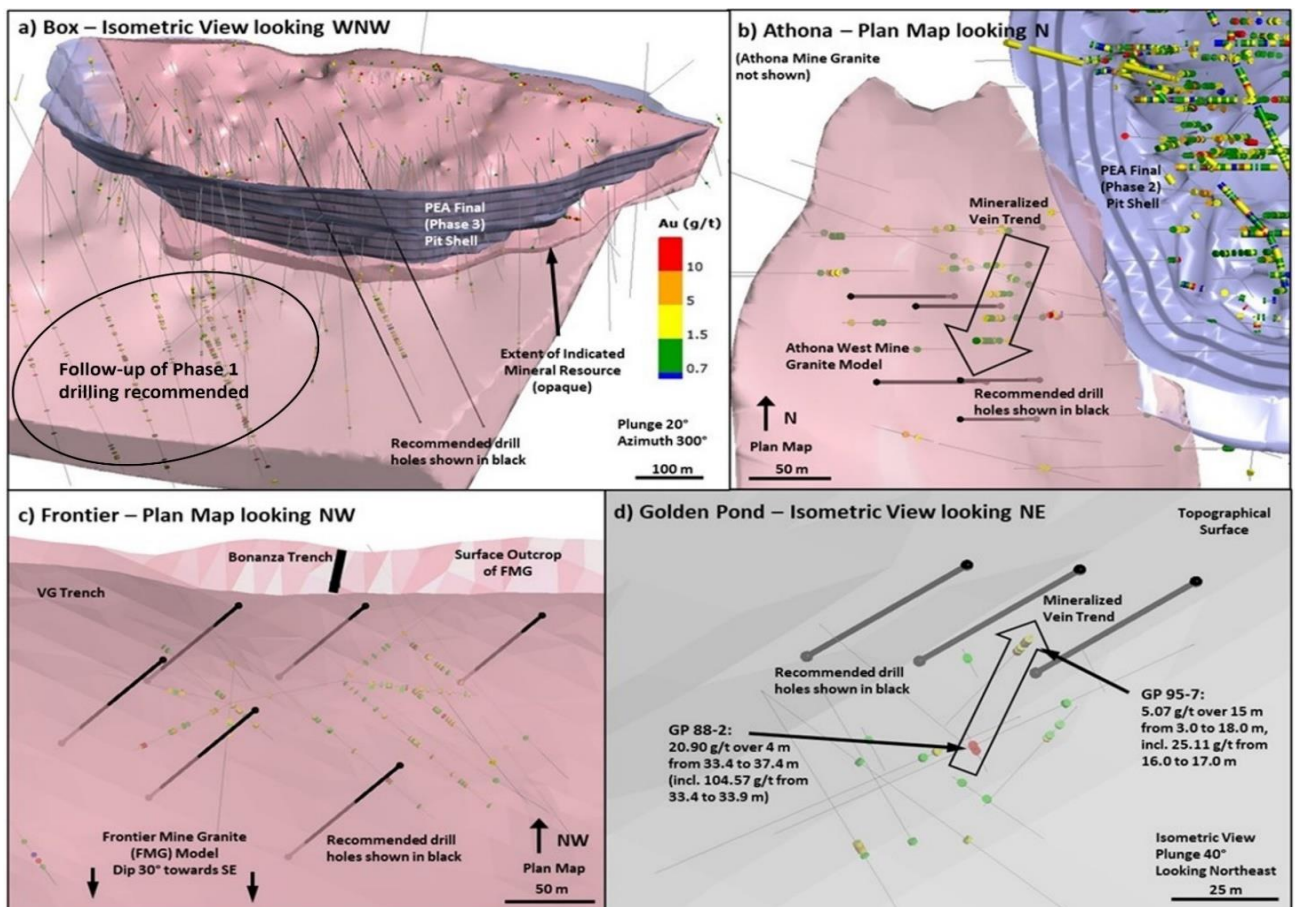 a) Box – Isometric View looking WNW
PEA Final
(Phase 3)
Pit Shell
Au (g/t)
10
5
1.5
0.7
Follow-up of Phase 1
drilling recommended
Extent of Indicated
Mineral Resource
(opaque)
Recommended drill
holes shown in black
Plunge 20°
Azimuth 300°
100 m
b) Athona – Plan Map looking N
(Athona Mine Granite
not shown)
PEA Final
(Phase 2)
Pit Shell
Mineralized
Vein Trend
Athona West Mine
Granite Model
Recommended drill
holes shown in black
N
Plan Map
50 m
c) Frontier – Plan Map looking NW
Bonanza Trench
Surface Outcrop
of FMG
VG Trench
Frontier Mine Granite
(FMG) Model
Dip 30° towards SE
Recommended drill
holes shown in black
NW
Plan Map
50 m
d) Golden Pond – Isometric View looking NE
Topographical
Surface
Mineralized
Vein Trend
Recommended drill
holes shown in black
GP 95-7:
5.07 g/t over 15 m
from 3.0 to 18.0 m,
incl. 25.11 g/t from
16.0 to 17.0 m
GP 88-2:
20.90 g/t over 4 m
from 33.4 to 37.4 m
(incl. 104.57 g/t from
33.4 to 33.9 m)
Isometric View
Plunge 40°
Looking Northeast
25 m